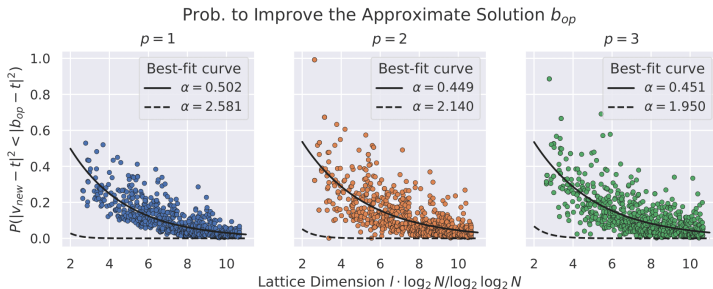 Prob. to Improve the Approximate Solution b_op
p = 1
p = 2
p = 3
P(|v_new − t|² < |b_op − t|²)
1.0
0.8
0.6
0.4
0.2
0.0
Best-fit curve
α = 0.502
α = 2.581
Best-fit curve
α = 0.449
α = 2.140
Best-fit curve
α = 0.451
α = 1.950
2 4 6 8 10
2 4 6 8 10
2 4 6 8 10
Lattice Dimension l · log₂ N/log₂ log₂ N